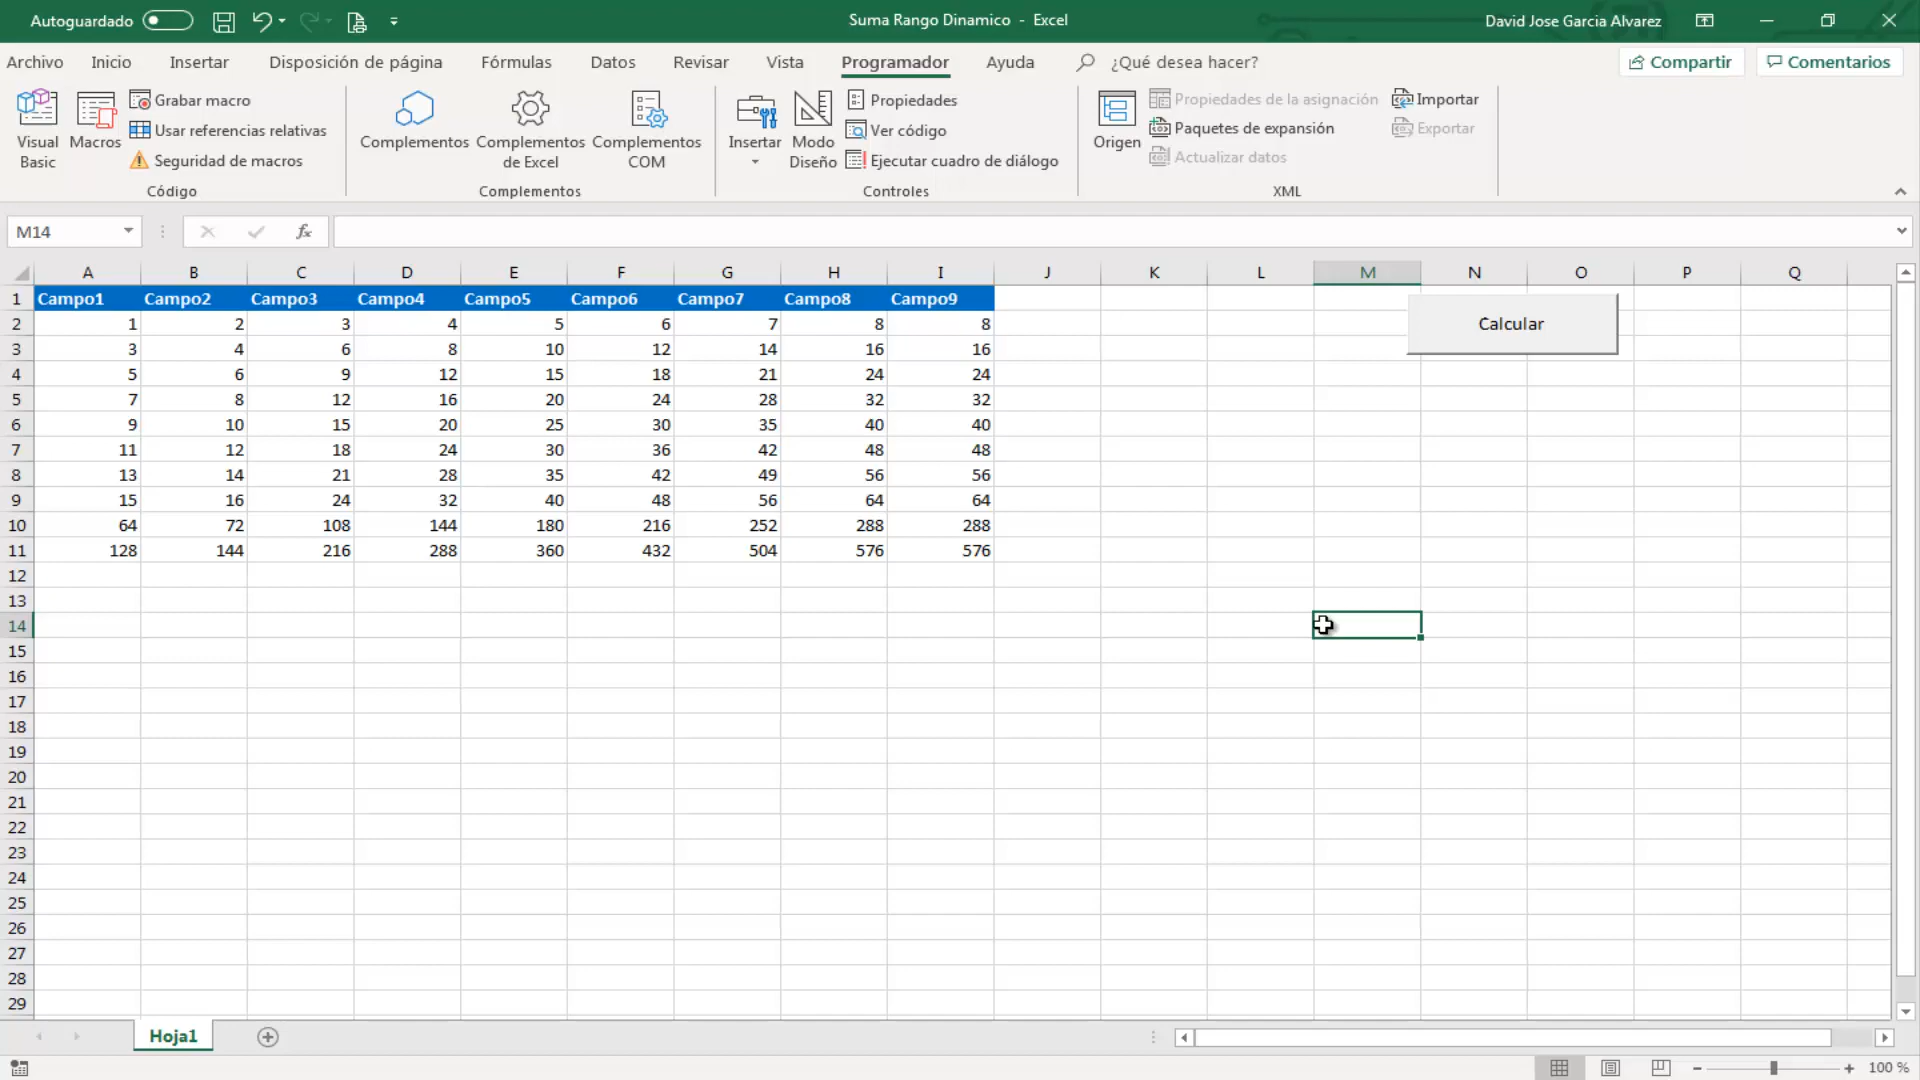 Autoguardado
Suma Rango Dinamico - Excel
David Jose Garcia Alvarez
Archivo Inicio Insertar Disposición de página Fórmulas Datos Revisar Vista Programador Ayuda ¿Qué desea hacer? Compartir Comentarios
Visual Basic
Macros
Grabar macro
Usar referencias relativas
Seguridad de macros
Código
Complementos
Complementos de Excel
Complementos COM
Complementos
Insertar
Modo Diseño
Propiedades
Ver código
Ejecutar cuadro de diálogo
Controles
Origen
Propiedades de la asignación
Paquetes de expansión
Actualizar datos
Importar
Exportar
XML
M14
fx
A B C D E F G H I J K L M N O P Q
1 Campo1 Campo2 Campo3 Campo4 Campo5 Campo6 Campo7 Campo8 Campo9
Calcular
2 1 2 3 4 5 6 7 8 8
3 3 4 6 8 10 12 14 16 16
4 5 6 9 12 15 18 21 24 24
5 7 8 12 16 20 24 28 32 32
6 9 10 15 20 25 30 35 40 40
7 11 12 18 24 30 36 42 48 48
8 13 14 21 28 35 42 49 56 56
9 15 16 24 32 40 48 56 64 64
10 64 72 108 144 180 216 252 288 288
11 128 144 216 288 360 432 504 576 576
12
13
14
15
16
17
18
19
20
21
22
23
24
25
26
27
28
29
Hoja1
100 %